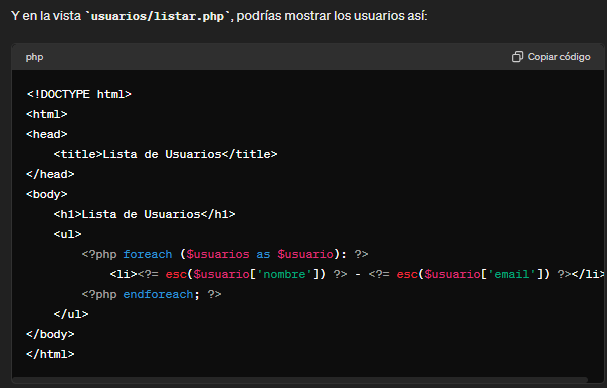 Y en la vista `usuarios/listar.php`, podrías mostrar los usuarios así:
php Copiar código
<!DOCTYPE html>
<html>
<head>
    <title>Lista de Usuarios</title>
</head>
<body>
    <h1>Lista de Usuarios</h1>
    <ul>
        <?php foreach ($usuarios as $usuario): ?>
            <li><?= esc($usuario['nombre']) ?> - <?= esc($usuario['email']) ?></li>
        <?php endforeach; ?>
    </ul>
</body>
</html>